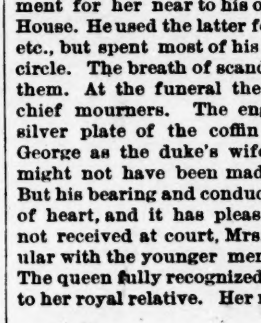 ment for her near to his o
House. He used the latter f
etc., but spent most of his
circle. The breath of scand
them. At the funeral the
chief mourners. The eng
silver plate of the coffin
George as the duke's wife
might not have been mad
But his bearing and conduc
of heart, and it has pleas
not received at court, Mrs.
ular with the younger mem
The queen fully recognized
to her royal relative. Her r